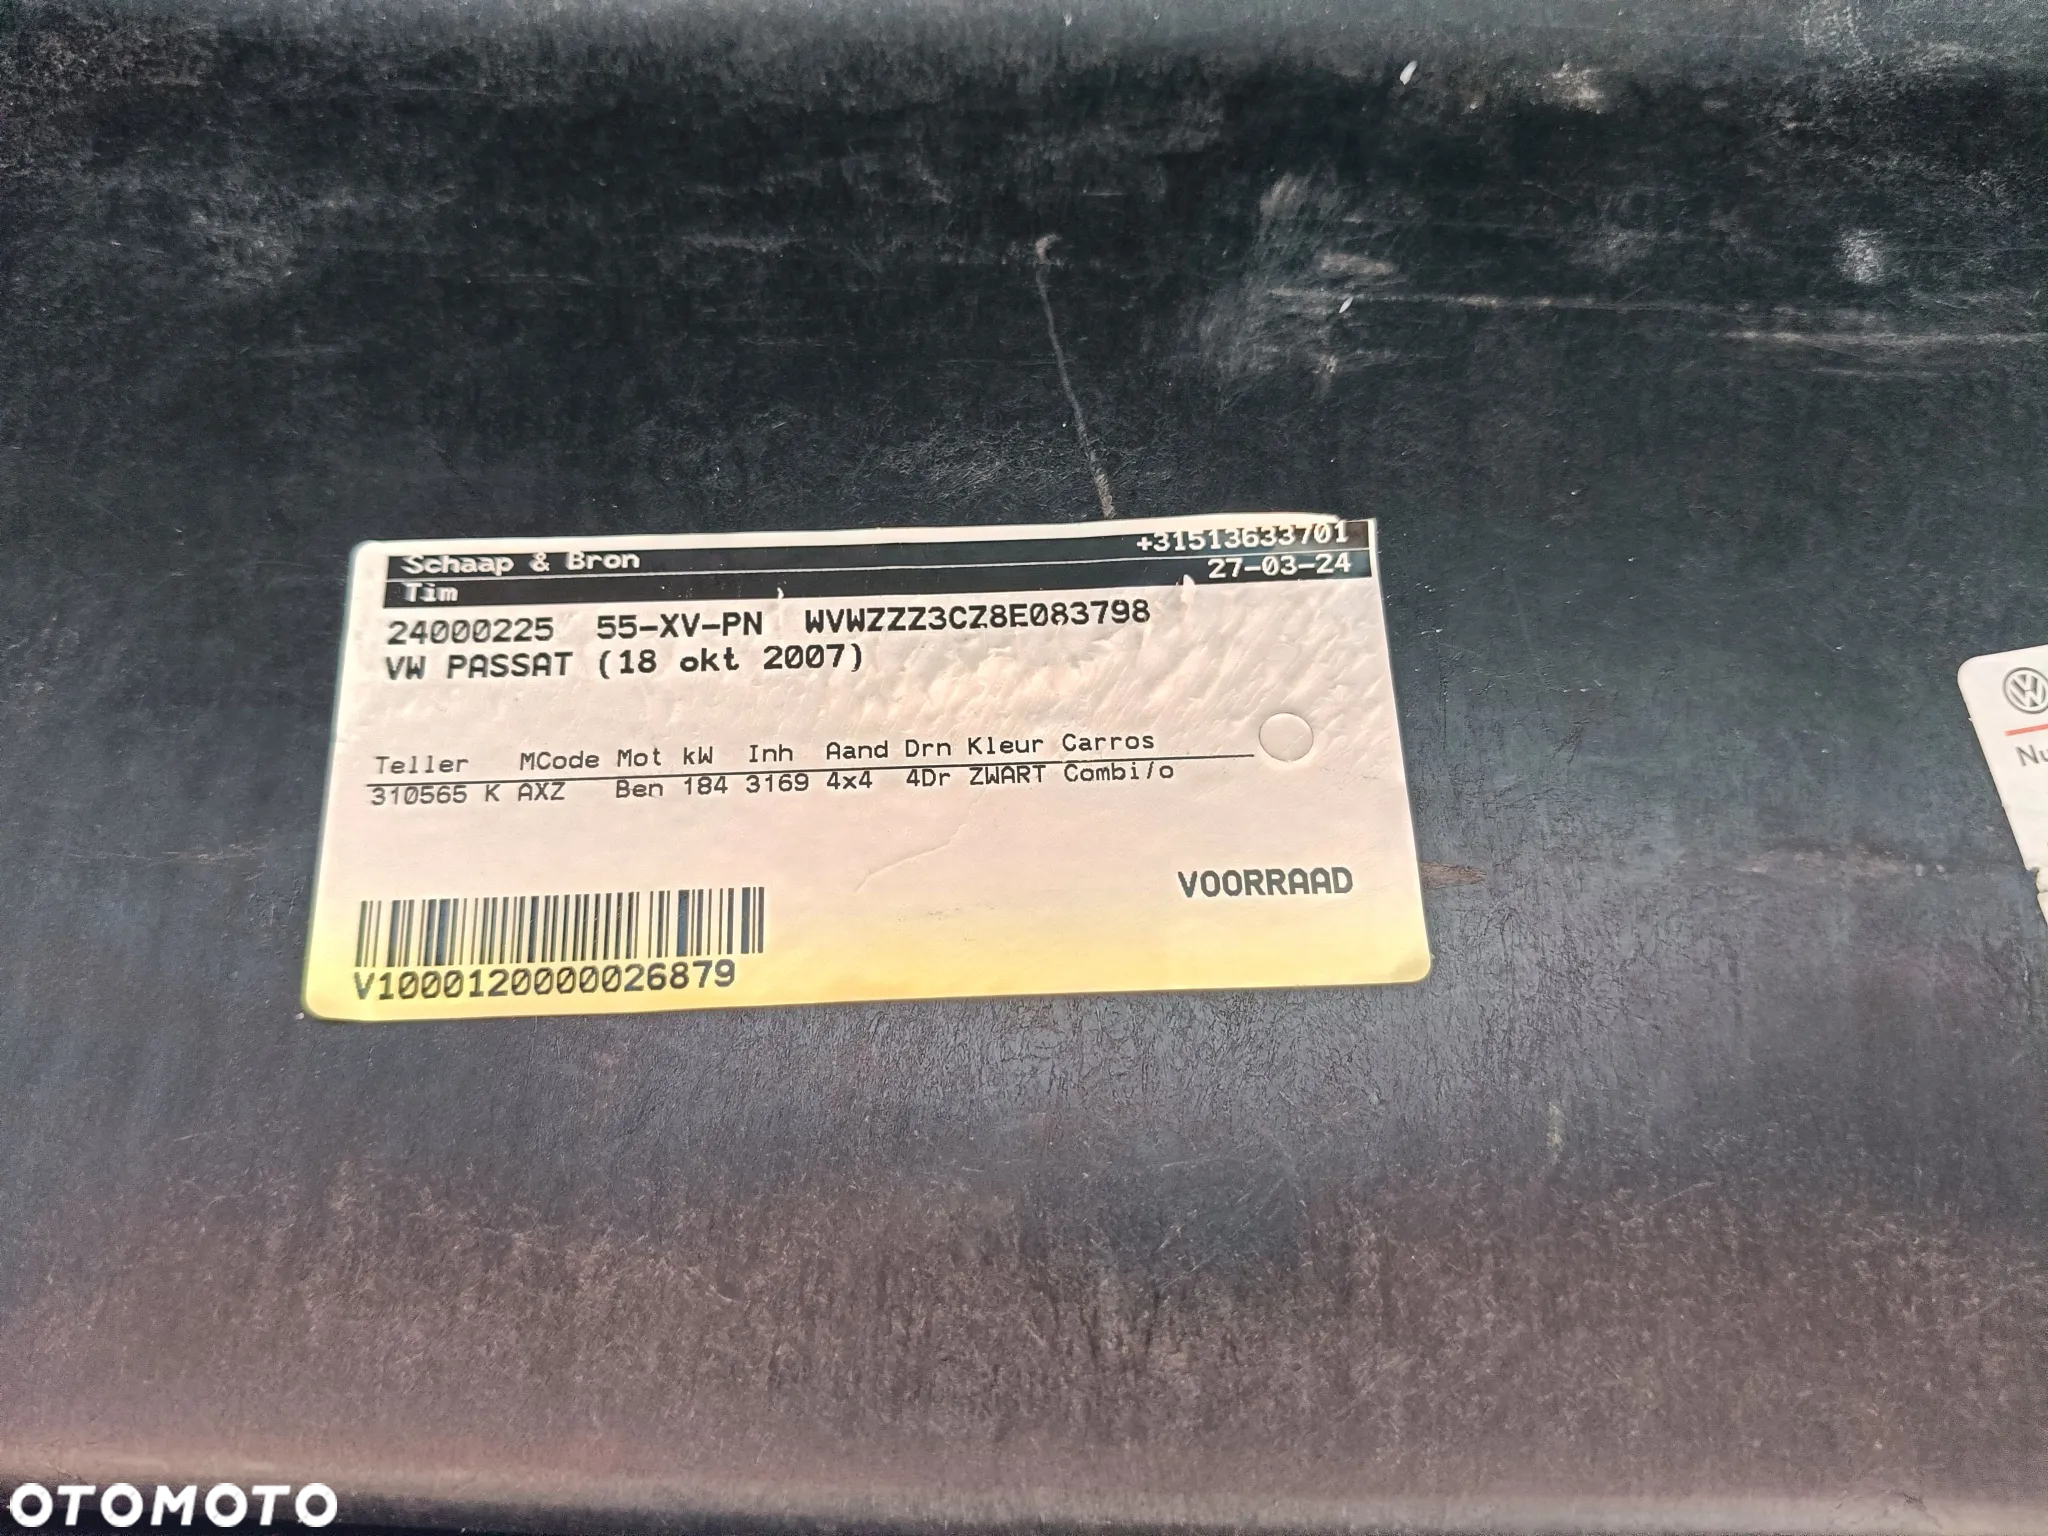 Schaap & Bron +31513633701
Tim 27-03-24
24000225 55-XV-PN WVWZZZ3CZ8E083798
VW PASSAT (18 okt 2007)
Teller MCode Mot kW Inh Aand Drn Kleur Carros
310565 K AXZ Ben 184 3169 4x4 4Dr ZWART Combi/o
VOORRAAD
V1000120000026879
Nu
OTOMOTO